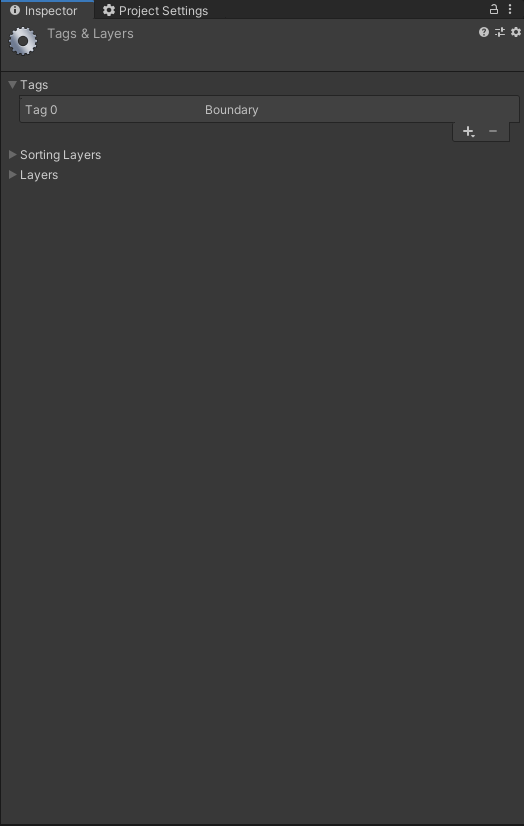 Inspector
Project Settings
Tags & Layers
Tags
Tag 0 Boundary
Sorting Layers
Layers